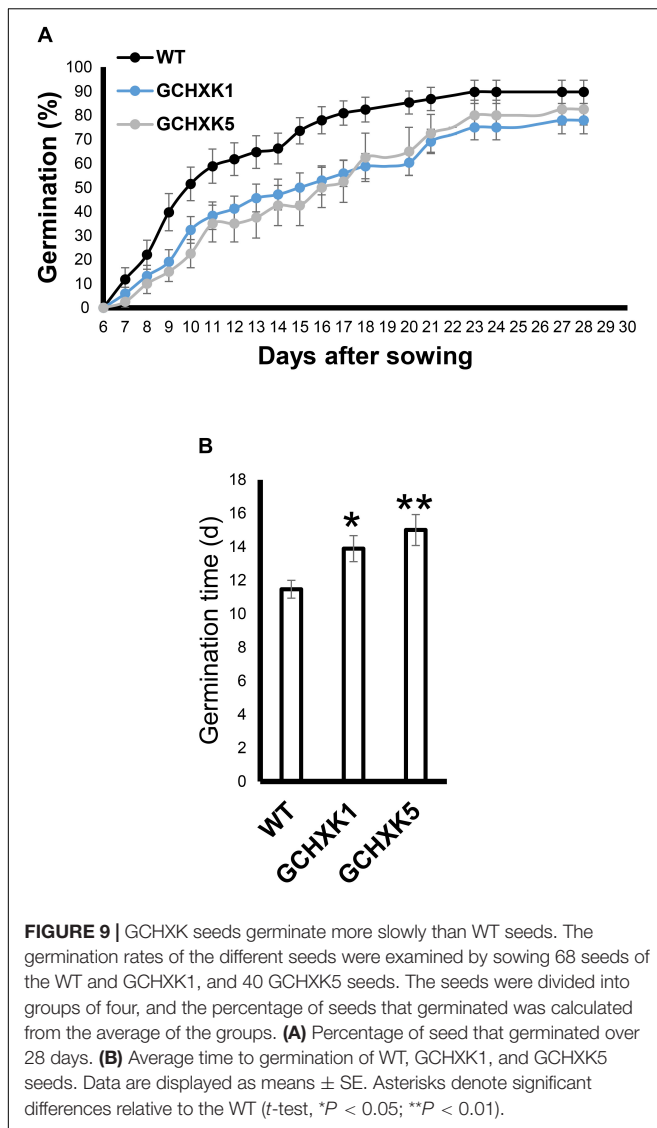 A
WT
GCHXK1
GCHXK5
Germination (%)
100
90
80
70
60
50
40
30
20
10
0
6 7 8 9 10 11 12 13 14 15 16 17 18 19 20 21 22 23 24 25 26 27 28 29 30
Days after sowing
B
Germination time (d)
18
16
14
12
10
8
6
4
2
0
*
**
WT
GCHXK1
GCHXK5
FIGURE 9 | GCHXK seeds germinate more slowly than WT seeds. The
germination rates of the different seeds were examined by sowing 68 seeds of
the WT and GCHXK1, and 40 GCHXK5 seeds. The seeds were divided into
groups of four, and the percentage of seeds that germinated was calculated
from the average of the groups. (A) Percentage of seed that germinated over
28 days. (B) Average time to germination of WT, GCHXK1, and GCHXK5
seeds. Data are displayed as means ± SE. Asterisks denote significant
differences relative to the WT (t-test, *P < 0.05; **P < 0.01).